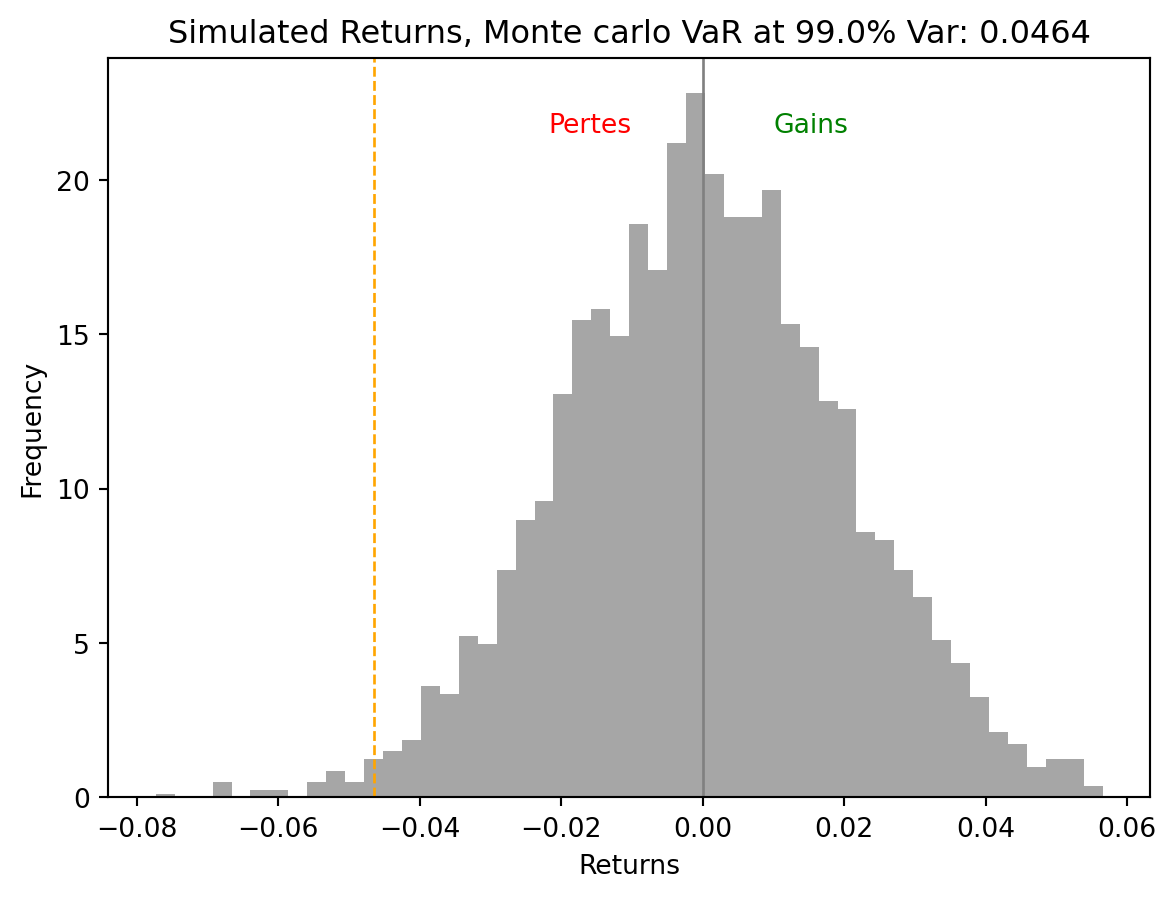 Simulated Returns, Monte carlo VaR at 99.0% Var: 0.0464
Pertes
Gains
Frequency
20
15
10
5
0
−0.08 −0.06 −0.04 −0.02 0.00 0.02 0.04 0.06
Returns